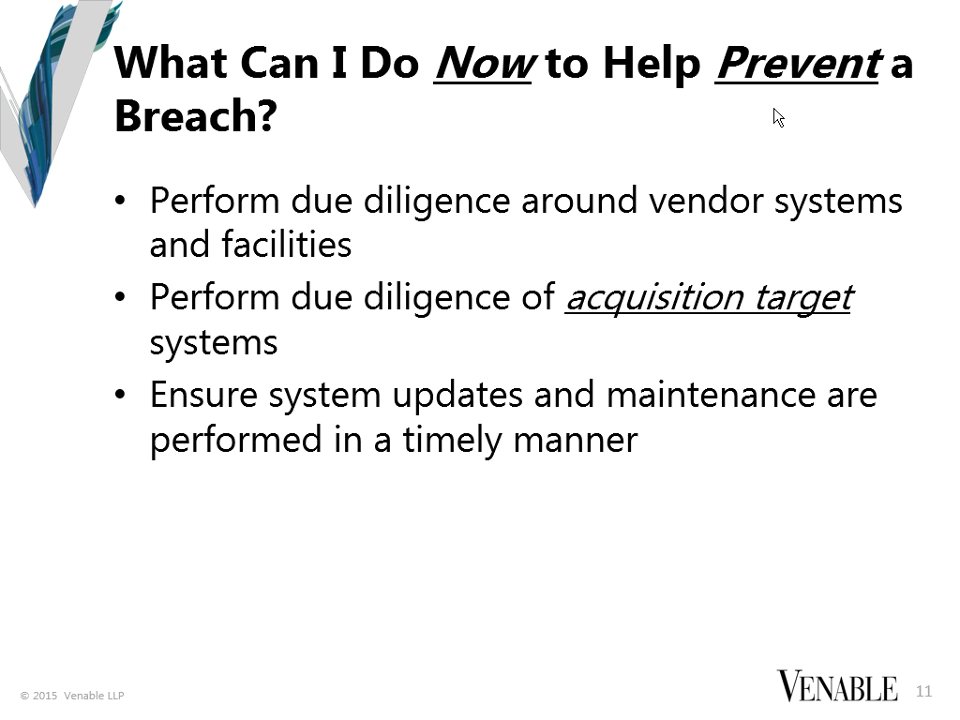 What Can I Do Now to Help Prevent a
Breach?
• Perform due diligence around vendor systems
and facilities
• Perform due diligence of acquisition target
systems
• Ensure system updates and maintenance are
performed in a timely manner
© 2015 Venable LLP
VENABLE
11